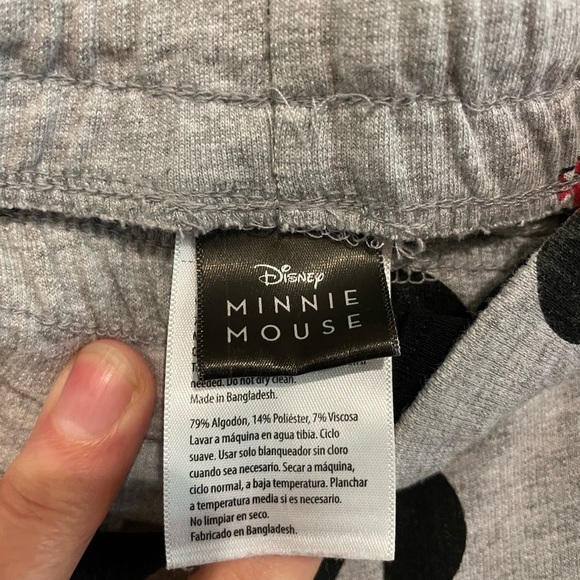 Disney
MINNIE
MOUSE
needed. Do not dry clean.
Made in Bangladesh.
79% Algodón, 14% Poliéster, 7% Viscosa
Lavar a máquina en agua tibia. Ciclo
suave. Usar solo blanqueador sin cloro
cuando sea necesario. Secar a máquina,
ciclo normal, a baja temperatura. Planchar
a temperatura media si es necesario.
No limpiar en seco.
Fabricado en Bangladesh.